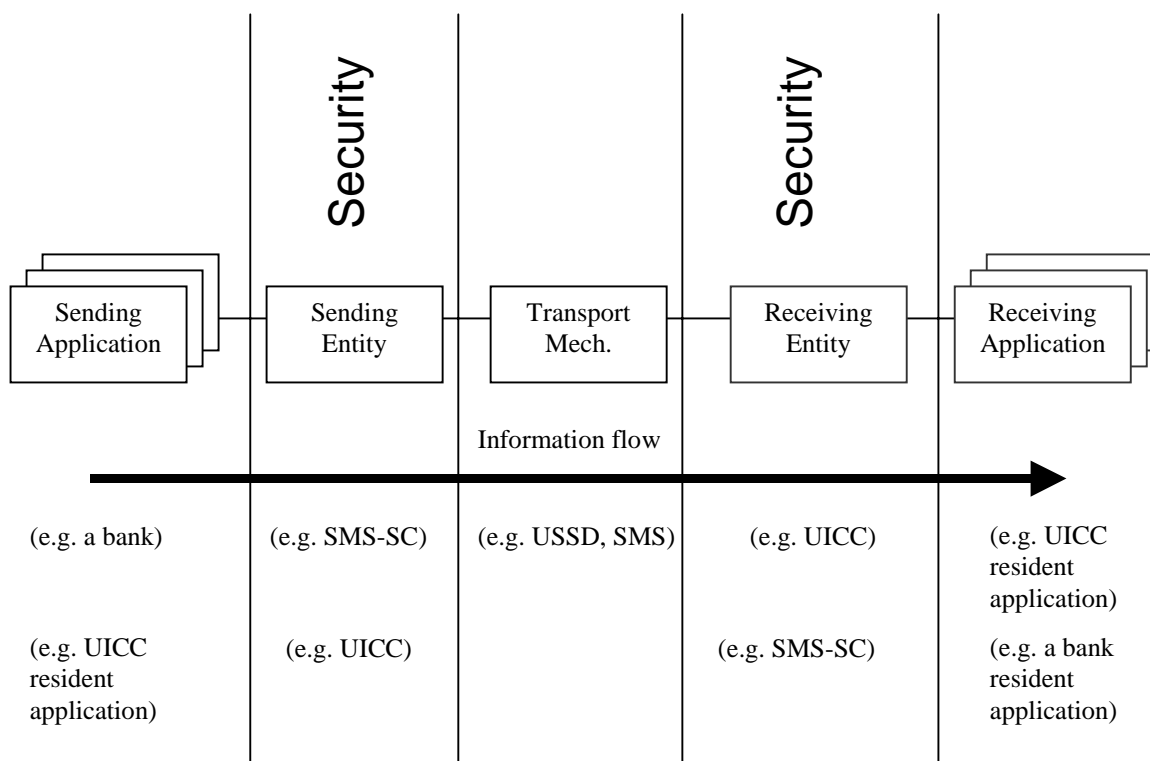 Security
Security
Sending
Application
Sending
Entity
Transport
Mech.
Receiving
Entity
Receiving
Application
Information flow
(e.g. a bank)
(e.g. SMS-SC)
(e.g. USSD, SMS)
(e.g. UICC)
(e.g. UICC
resident
application)
(e.g. UICC
resident
application)
(e.g. UICC)
(e.g. SMS-SC)
(e.g. a bank
resident
application)